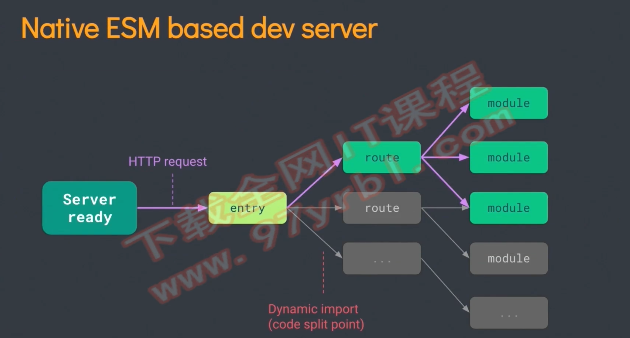 Native ESM based dev server
HTTP request
Server
ready
entry
route
route
...
module
module
module
module
...
Dynamic import
(code split point)
下载全网IT课程
www.97yrbl.com